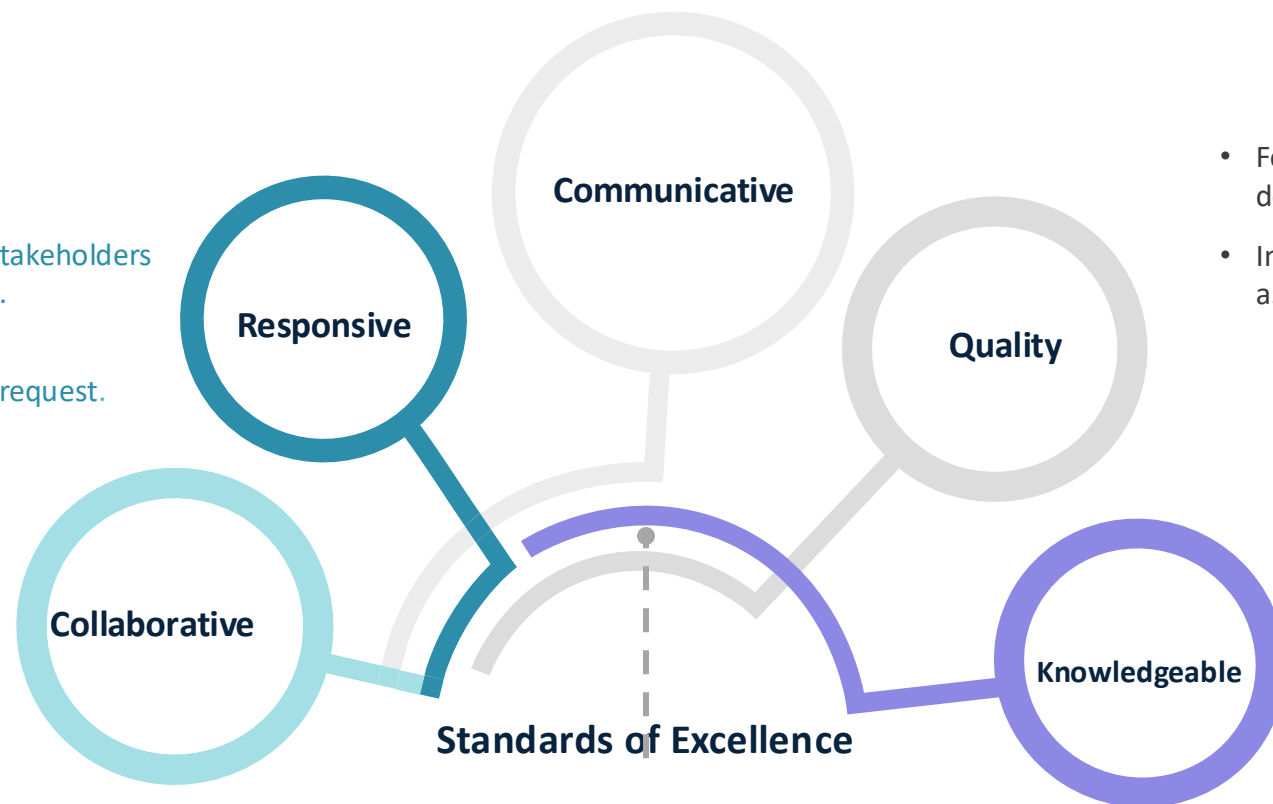 Communicative
takeholders
.
Responsive
request.
Quality
Collaborative
Knowledgeable
Standards of Excellence